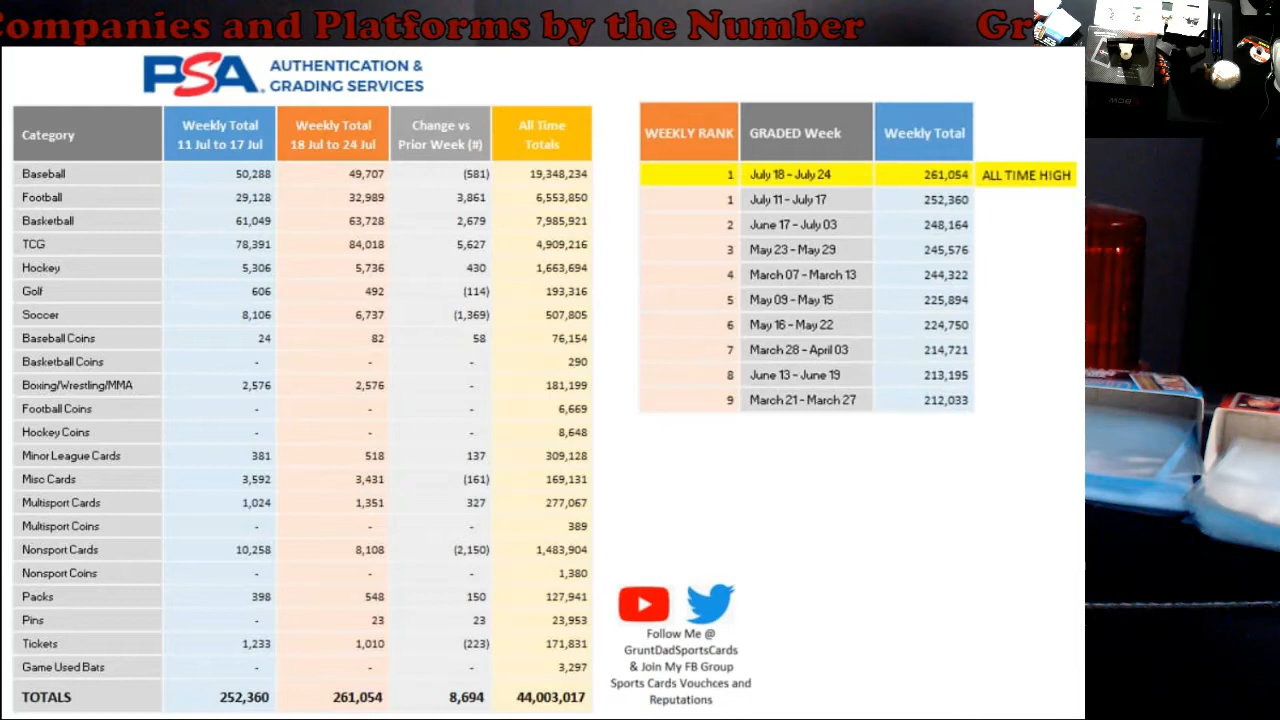 Companies and Platforms by the Number
PSA AUTHENTICATION & GRADING SERVICES
Category Weekly Total 11 Jul to 17 Jul Weekly Total 18 Jul to 24 Jul Change vs Prior Week (#) All Time Totals
Baseball 50,288 49,707 (581) 19,348,234
Football 29,128 32,989 3,861 6,553,850
Basketball 61,049 63,728 2,679 7,985,921
TCG 78,391 84,018 5,627 4,909,216
Hockey 5,306 5,736 430 1,663,694
Golf 606 492 (114) 193,316
Soccer 8,106 6,737 (1,369) 507,805
Baseball Coins 24 82 58 76,154
Basketball Coins - - - 290
Boxing/Wrestling/MMA 2,576 2,576 - 181,199
Football Coins - - - 6,669
Hockey Coins - - - 8,648
Minor League Cards 381 518 137 309,128
Misc Cards 3,592 3,431 (161) 169,131
Multisport Cards 1,024 1,351 327 277,067
Multisport Coins - - - 389
Nonsport Cards 10,258 8,108 (2,150) 1,483,904
Nonsport Coins - - - 1,380
Packs 398 548 150 127,941
Pins - 23 23 23,953
Tickets 1,233 1,010 (223) 171,831
Game Used Bats - - - 3,297
TOTALS 252,360 261,054 8,694 44,003,017
WEEKLY RANK GRADED Week Weekly Total
1 July 18 - July 24 261,054 ALL TIME HIGH
1 July 11 - July 17 252,360
2 June 17 - July 03 248,164
3 May 23 - May 29 245,576
4 March 07 - March 13 244,322
5 May 09 - May 15 225,894
6 May 16 - May 22 224,750
7 March 28 - April 03 214,721
8 June 13 - June 19 213,195
9 March 21 - March 27 212,033
Follow Me @
GruntDadSportsCards
& Join My FB Group
Sports Cards Vouchces and
Reputations